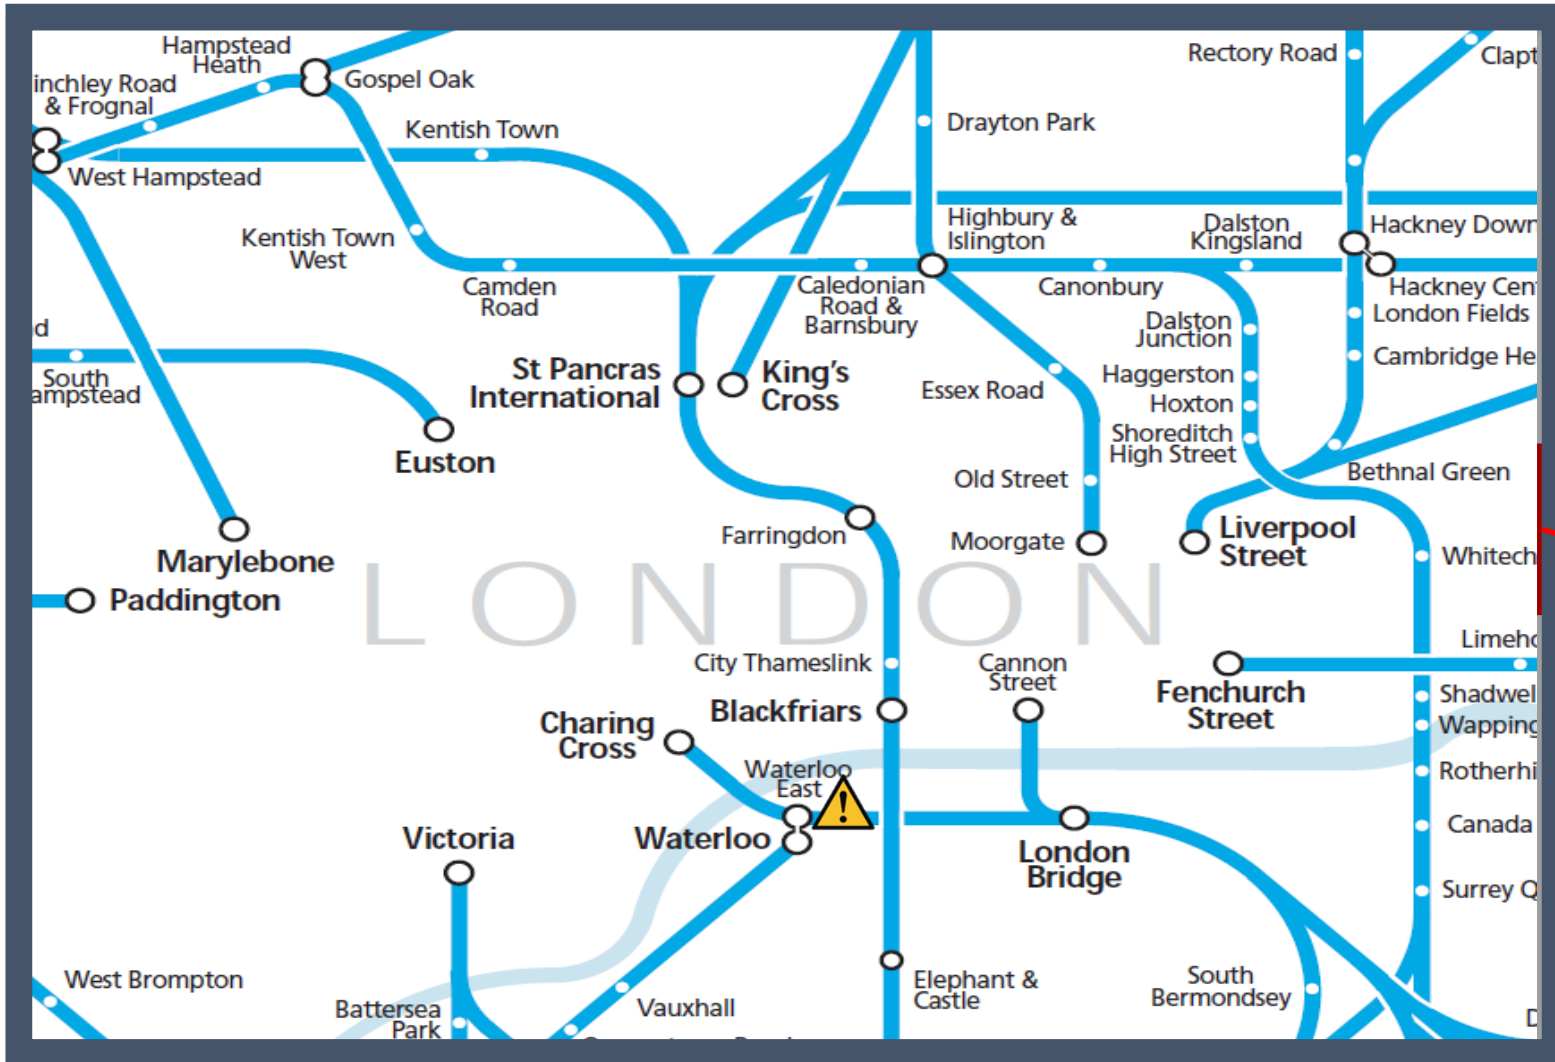 Hampstead
Heath
inchley Road
& Frognal
Gospel Oak
Kentish Town
West Hampstead
Drayton Park
Rectory Road
Clapt
Kentish Town
West
Highbury &
Islington
Dalston
Kingsland
Hackney Down
Camden
Road
Caledonian
Road &
Barnsbury
Canonbury
Hackney Cen
London Fields
Dalston
Junction
Cambridge He
d
South
ampstead
St Pancras
International
King's
Cross
Essex Road
Haggerston
Hoxton
Shoreditch
High Street
Euston
Old Street
Bethnal Green
Marylebone
Farringdon
Moorgate
Liverpool
Street
Whitech
Paddington
LONDON
Limeho
City Thameslink
Cannon
Street
Fenchurch
Street
Shadwel
Wapping
Charing
Cross
Blackfriars
Waterloo
East
!
Rotherhi
Victoria
Waterloo
London
Bridge
Canada
Surrey Q
West Brompton
Battersea
Park
Vauxhall
Elephant &
Castle
South
Bermondsey
D